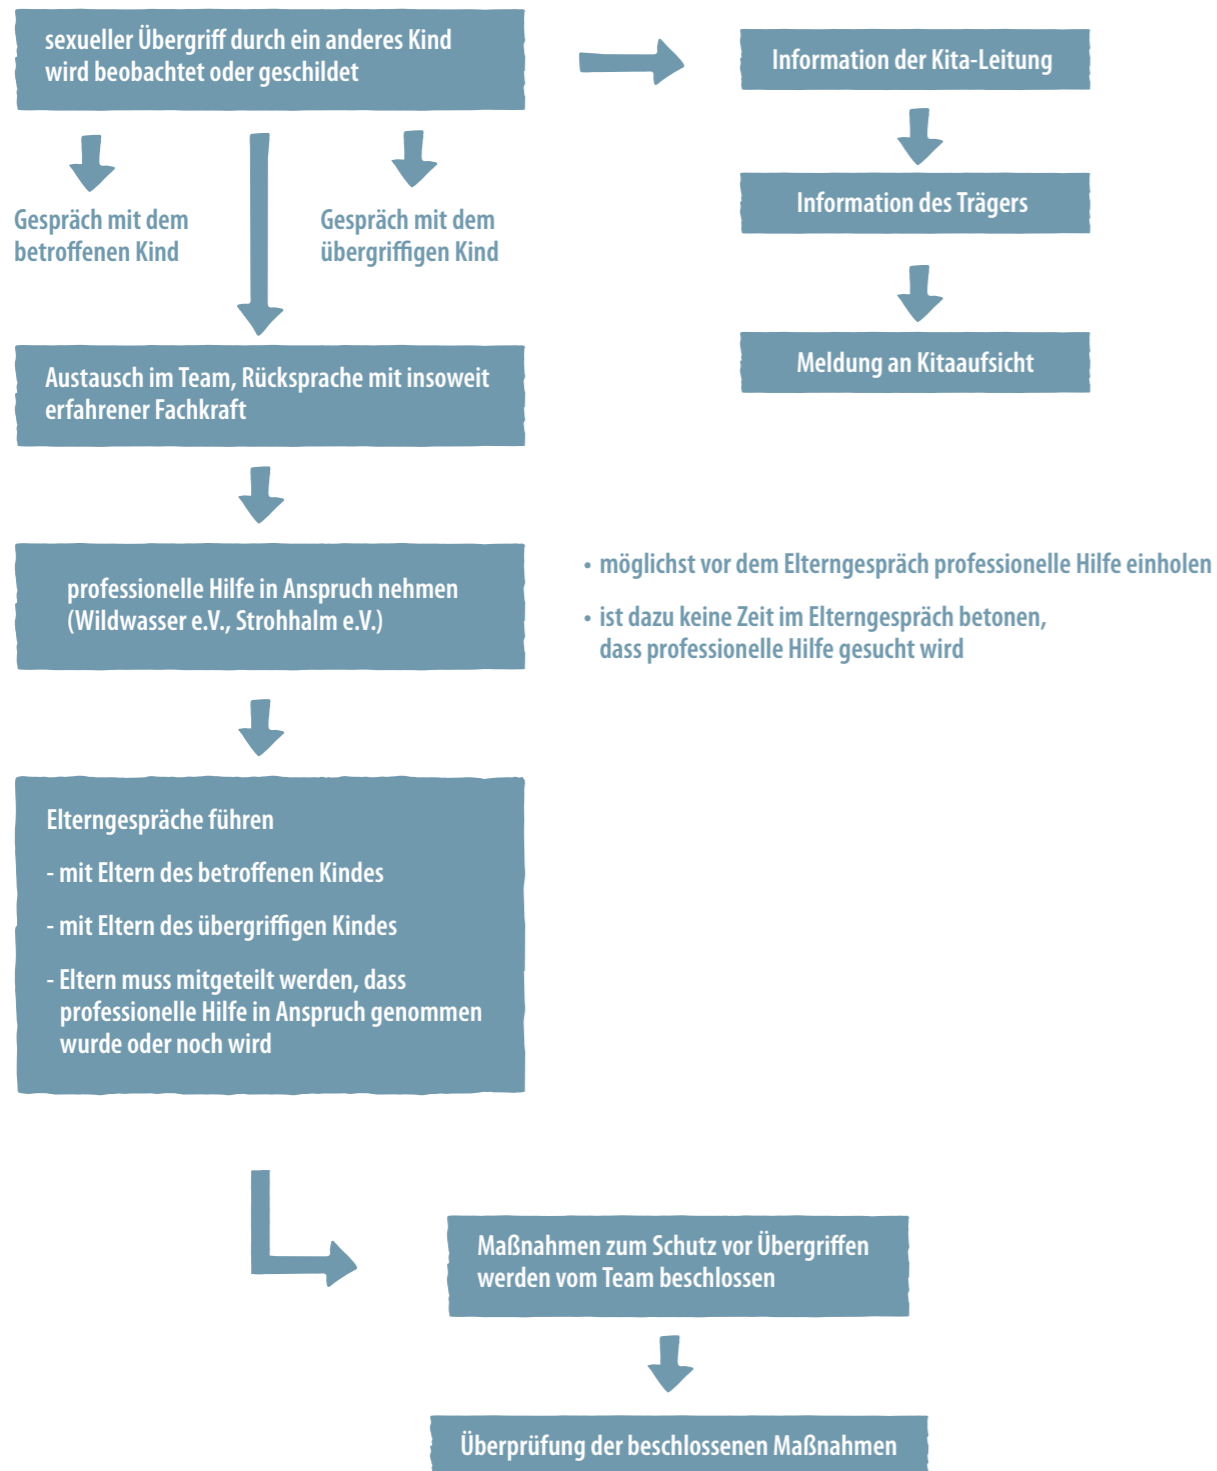 sexueller Übergriff durch ein anderes Kind
wird beobachtet oder geschildet
Information der Kita-Leitung
Information des Trägers
Meldung an Kitaaufsicht
Gespräch mit dem
betroffenen Kind
Gespräch mit dem
übergriffigen Kind
Austausch im Team, Rücksprache mit insoweit
erfahrener Fachkraft
professionelle Hilfe in Anspruch nehmen
(Wildwasser e.V., Strohhalm e.V.)
• möglichst vor dem Elterngespräch professionelle Hilfe einholen
• ist dazu keine Zeit im Elterngespräch betonen,
dass professionelle Hilfe gesucht wird
Elterngespräche führen
- mit Eltern des betroffenen Kindes
- mit Eltern des übergriffigen Kindes
- Eltern muss mitgeteilt werden, dass
professionelle Hilfe in Anspruch genommen
wurde oder noch wird
Maßnahmen zum Schutz vor Übergriffen
werden vom Team beschlossen
Überprüfung der beschlossenen Maßnahmen